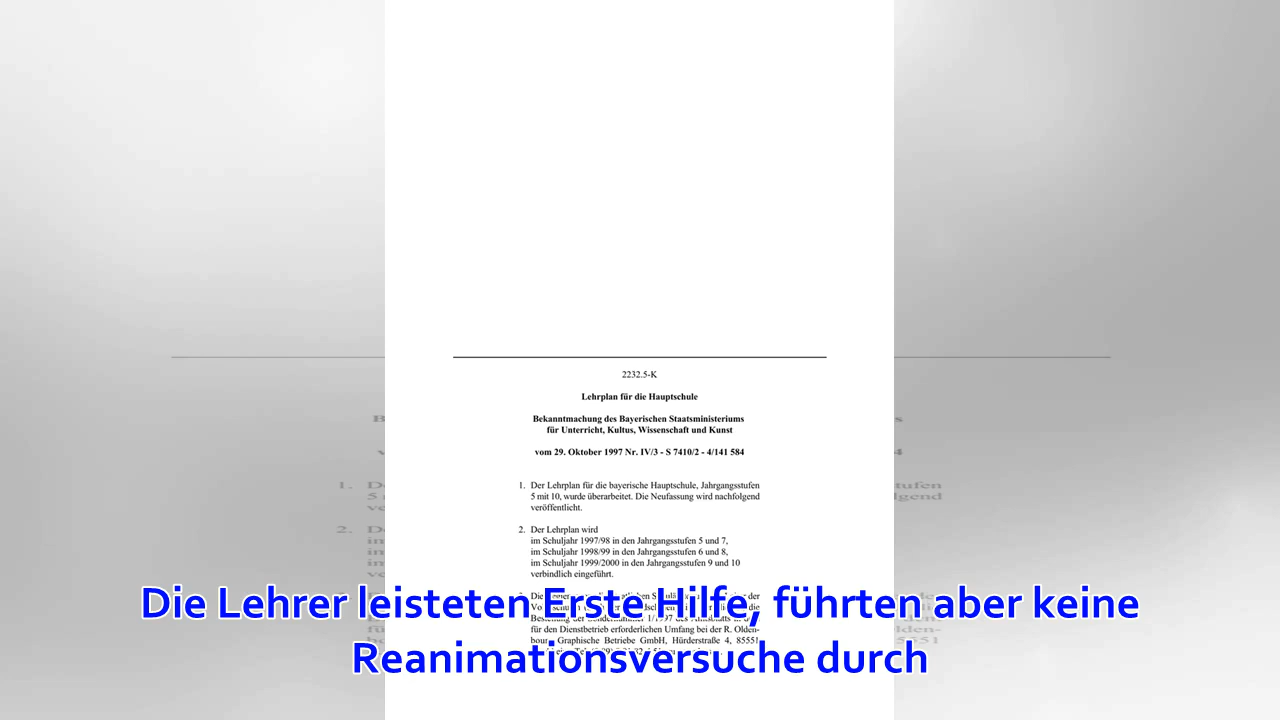 2232.5-K
Lehrplan für die Hauptschule
Bekanntmachung des Bayerischen Staatsministeriums
für Unterricht, Kultus, Wissenschaft und Kunst
vom 29. Oktober 1997 Nr. IV/3 - S 7410/2 - 4/141 584
1. Der Lehrplan für die bayerische Hauptschule, Jahrgangsstufen
5 mit 10, wurde überarbeitet. Die Neufassung wird nachfolgend
veröffentlicht.
2. Der Lehrplan wird
im Schuljahr 1997/98 in den Jahrgangsstufen 5 und 7,
im Schuljahr 1998/99 in den Jahrgangsstufen 6 und 8,
im Schuljahr 1999/2000 in den Jahrgangsstufen 9 und 10
verbindlich eingeführt.
für den Dienstbetrieb erforderlichen Umfang bei der R. Olden-
Graphische Betriebe GmbH, Hürderstraße 4, 85551
Die Lehrer leisteten Erste Hilfe, führten aber keine
Reanimationsversuche durch